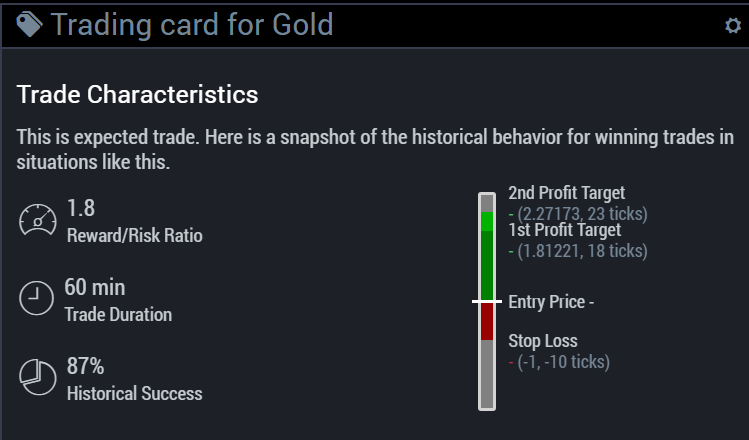 Trading card for Gold
Trade Characteristics
This is expected trade. Here is a snapshot of the historical behavior for winning trades in
situations like this.
1.8
Reward/Risk Ratio
60 min
Trade Duration
87%
Historical Success
2nd Profit Target
- (2.27173, 23 ticks)
1st Profit Target
- (1.81221, 18 ticks)
Entry Price -
Stop Loss
- (-1, -10 ticks)